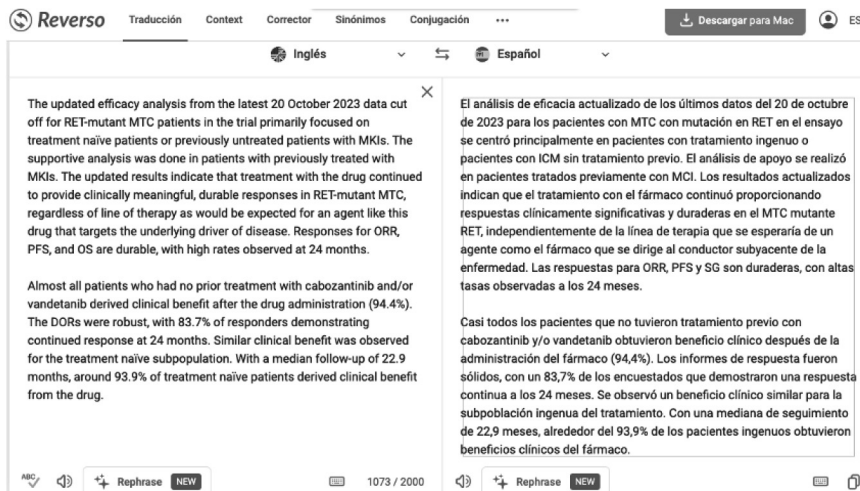 Reverso Traducción Context Corrector Sinónimos Conjugación ••• Descargar para Mac ES
Inglés Español
The updated efficacy analysis from the latest 20 October 2023 data cut
off for RET-mutant MTC patients in the trial primarily focused on
treatment naïve patients or previously untreated patients with MKIs. The
supportive analysis was done in patients with previously treated with
MKIs. The updated results indicate that treatment with the drug continued
to provide clinically meaningful, durable responses in RET-mutant MTC,
regardless of line of therapy as would be expected for an agent like this
drug that targets the underlying driver of disease. Responses for ORR,
PFS, and OS are durable, with high rates observed at 24 months.
Almost all patients who had no prior treatment with cabozantinib and/or
vandetanib derived clinical benefit after the drug administration (94.4%).
The DORs were robust, with 83.7% of responders demonstrating
continued response at 24 months. Similar clinical benefit was observed
for the treatment naïve subpopulation. With a median follow-up of 22.9
months, around 93.9% of treatment naïve patients derived clinical benefit
from the drug.
El análisis de eficacia actualizado de los últimos datos del 20 de octubre
de 2023 para los pacientes con MTC con mutación en RET en el ensayo
se centró principalmente en pacientes con tratamiento ingenuo o
pacientes con ICM sin tratamiento previo. El análisis de apoyo se realizó
en pacientes tratados previamente con MCI. Los resultados actualizados
indican que el tratamiento con el fármaco continuó proporcionando
respuestas clínicamente significativas y duraderas en el MTC mutante
RET, independientemente de la línea de terapia que se esperaría de un
agente como el fármaco que se dirige al conductor subyacente de la
enfermedad. Las respuestas para ORR, PFS y SG son duraderas, con altas
tasas observadas a los 24 meses.
Casi todos los pacientes que no tuvieron tratamiento previo con
cabozantinib y/o vandetanib obtuvieron beneficio clínico después de la
administración del fármaco (94,4%). Los informes de respuesta fueron
sólidos, con un 83,7% de los encuestados que demostraron una respuesta
continua a los 24 meses. Se observó un beneficio clínico similar para la
subpoblación ingenua del tratamiento. Con una mediana de seguimiento
de 22,9 meses, alrededor del 93,9% de los pacientes ingenuos obtuvieron
beneficios clínicos del fármaco.
ABC Rephrase NEW 1073 / 2000 Rephrase NEW